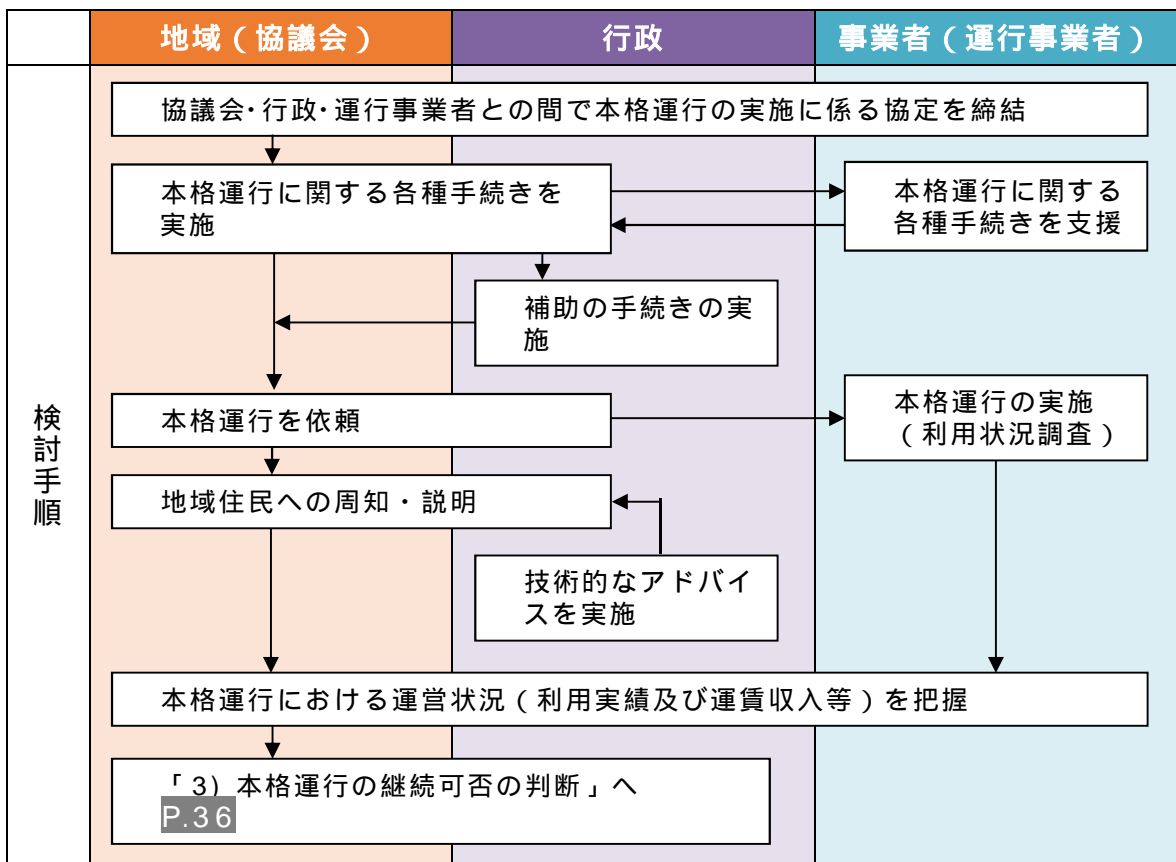 地域（協議会）
行政
事業者（運行事業者）
検討手順
協議会・行政・運行事業者との間で本格運行の実施に係る協定を締結
本格運行に関する各種手続きを
実施
本格運行に関する
各種手続きを支援
補助の手続きの実
施
本格運行を依頼
本格運行の実施
（利用状況調査）
地域住民への周知・説明
技術的なアドバイ
スを実施
本格運行における運営状況（利用実績及び運賃収入等）を把握
「3) 本格運行の継続可否の判断」へ
P.36